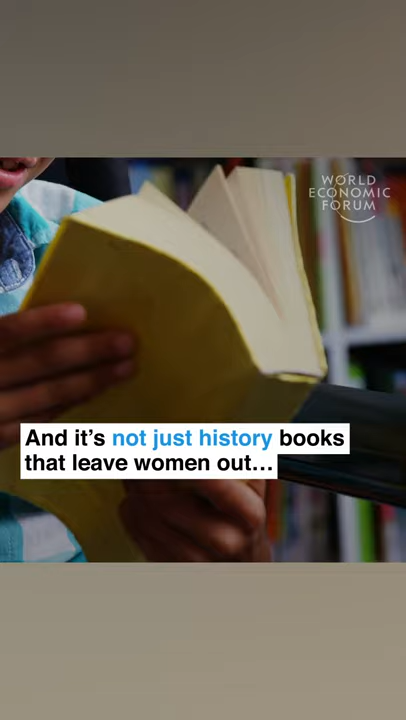 WORLD
ECONOMIC
FORUM
And it's not just history books
that leave women out...